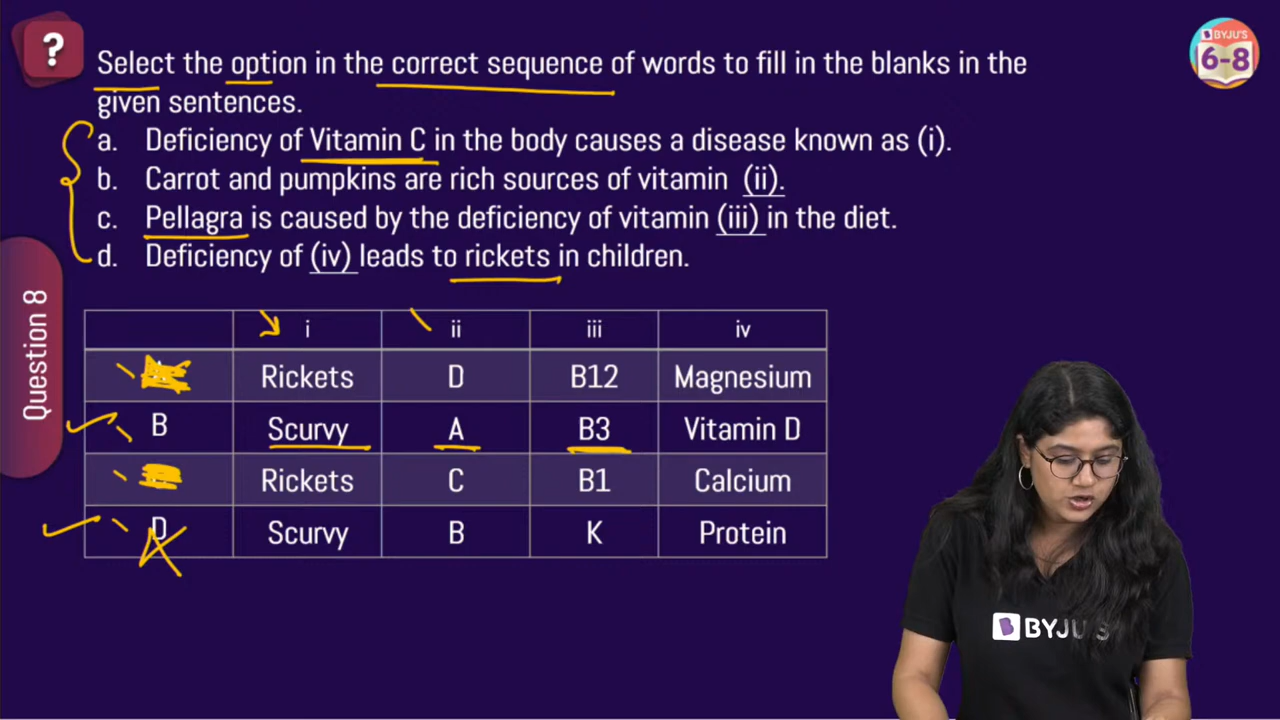 ?
BYJU'S
6-8
Select the option in the correct sequence of words to fill in the blanks in the
given sentences.
a. Deficiency of Vitamin C in the body causes a disease known as (i).
b. Carrot and pumpkins are rich sources of vitamin (ii).
c. Pellagra is caused by the deficiency of vitamin (iii) in the diet.
d. Deficiency of (iv) leads to rickets in children.
Question 8
i ii iii iv
Rickets D B12 Magnesium
B Scurvy A B3 Vitamin D
Rickets C B1 Calcium
D Scurvy B K Protein
BYJU'S